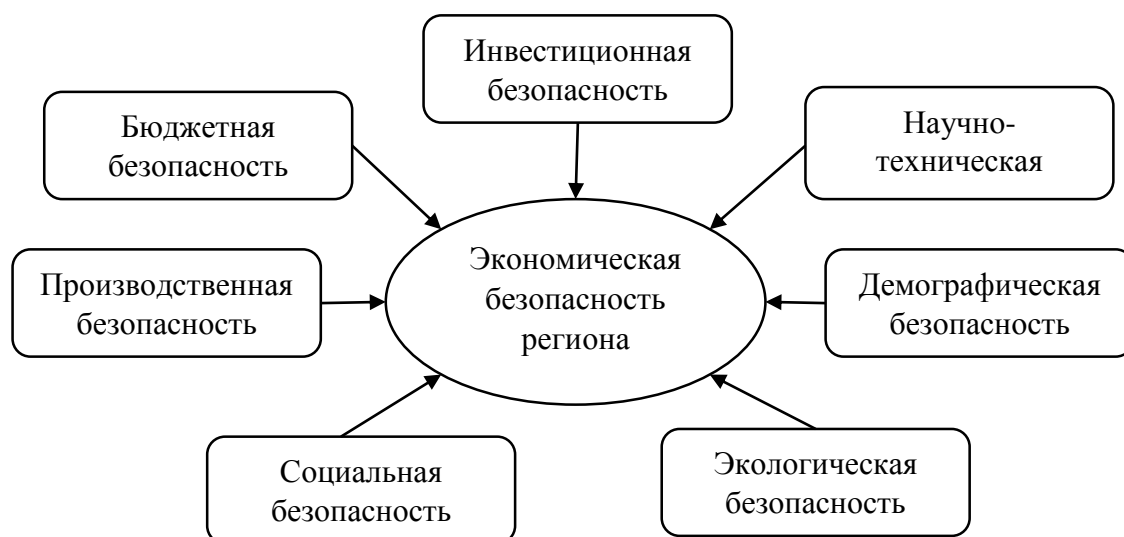 Инвестиционная
безопасность
Бюджетная
безопасность
Научно-
техническая
Производственная
безопасность
Экономическая
безопасность
региона
Демографическая
безопасность
Социальная
безопасность
Экологическая
безопасность